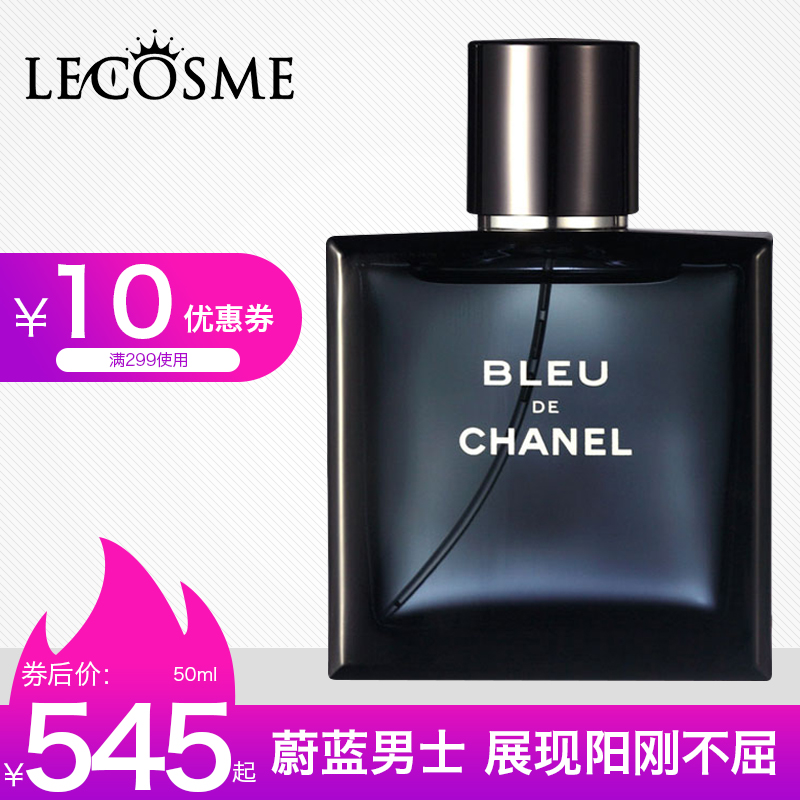 LECOSME
¥10优惠券
满299使用
BLEU
DE
CHANEL
券后价:
50ml
¥545起
蔚蓝男士 展现阳刚不屈